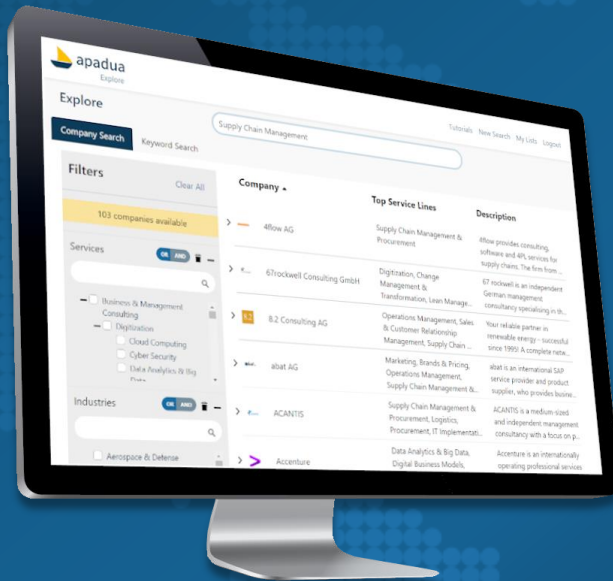 apadua
Explore
Tutorials New Search My Lists Logout
Explore
Supply Chain Management
Company Search Keyword Search
Filters
Clear All
103 companies available
Services
OR AND
Business & Management
Consulting
Digitization
Cloud Computing
Cyber Security
Data Analytics & Big
Data
Industries
OR AND
Aerospace & Defense
Company
Top Service Lines
Description
4flow AG
Supply Chain Management &
Procurement
4flow provides consulting,
software and 4PL services for
supply chains. The firm from ...
67rockwell Consulting GmbH
Digitization, Change
Management &
Transformation, Lean Manage...
67 rockwell is an independent
German management
consultancy specialising in th...
8.2
8.2 Consulting AG
Operations Management, Sales
& Customer Relationship
Management, Supply Chain ...
Your reliable partner in
renewable energy - successful
since 1995! A complete netw...
abat AG
Marketing, Brands & Pricing,
Operations Management,
Supply Chain Management &...
abat is an international SAP
service provider and product
supplier, who provides busine...
ACANTIS
Supply Chain Management &
Procurement, Logistics,
Procurement, IT Implementati...
ACANTIS is a medium-sized
and independent management
consultancy with a focus on p...
Accenture
Data Analytics & Big Data,
Digital Business Models,
Accenture is an internationally
operating professional services